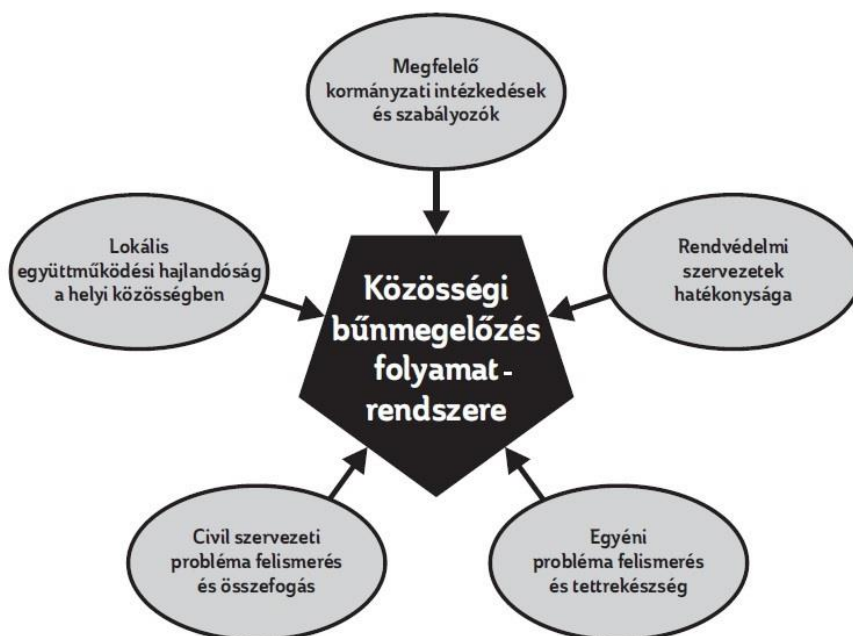 Megfelelő
kormányzati intézkedések
és szabályozók
Lokális
együttműködési hajlandóság
a helyi közösségben
Rendvédelmi
szervezetek
hatékonysága
Közösségi
bűnmegelőzés
folyamat-
rendszere
Civil szervezeti
probléma felismerés
és összefogás
Egyéni
probléma felismerés
és tettrekészség